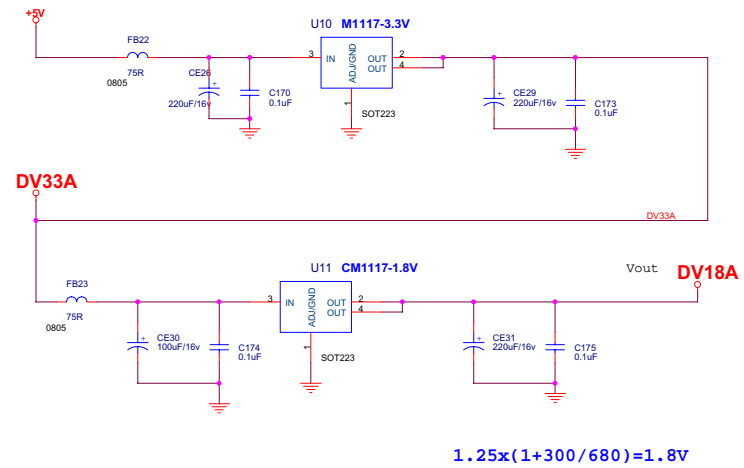 +5V
FB22
75R
0805
CE26
220uF/16v
C170
0.1uF
U10 M1117-3.3V
3 IN OUT 2
OUT 4
ADJ/GND
1
SOT223
CE29
220uF/16v
C173
0.1uF
DV33A
DV33A
FB23
75R
0805
CE30
100uF/16v
C174
0.1uF
U11 CM1117-1.8V
3 IN OUT 2
OUT 4
ADJ/GND
1
SOT223
CE31
220uF/16v
C175
0.1uF
Vout DV18A
1.25x(1+300/680)=1.8V